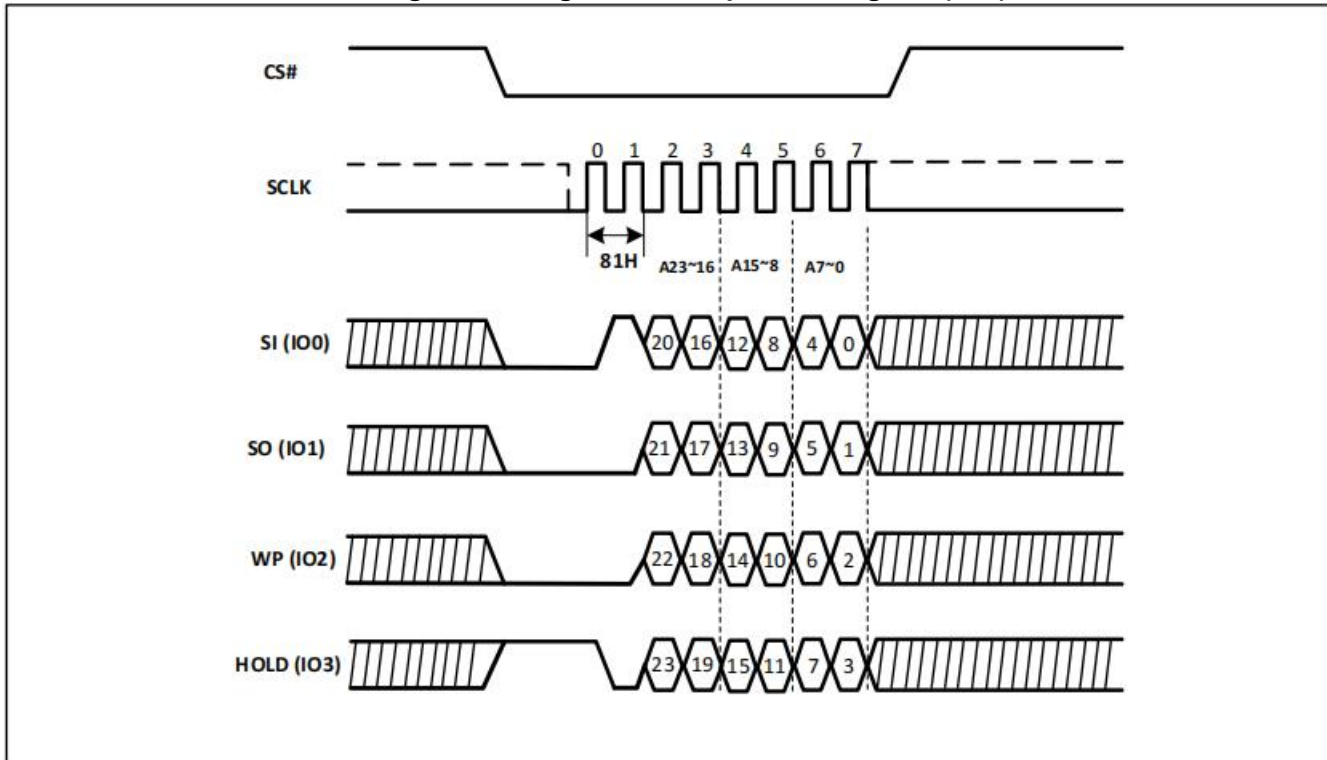 CS#
0 1 2 3 4 5 6 7
SCLK
81H
A23~16 A15~8 A7~0
SI (IO0) 20 16 12 8 4 0
SO (IO1) 21 17 13 9 5 1
WP (IO2) 22 18 14 10 6 2
HOLD (IO3) 23 19 15 11 7 3